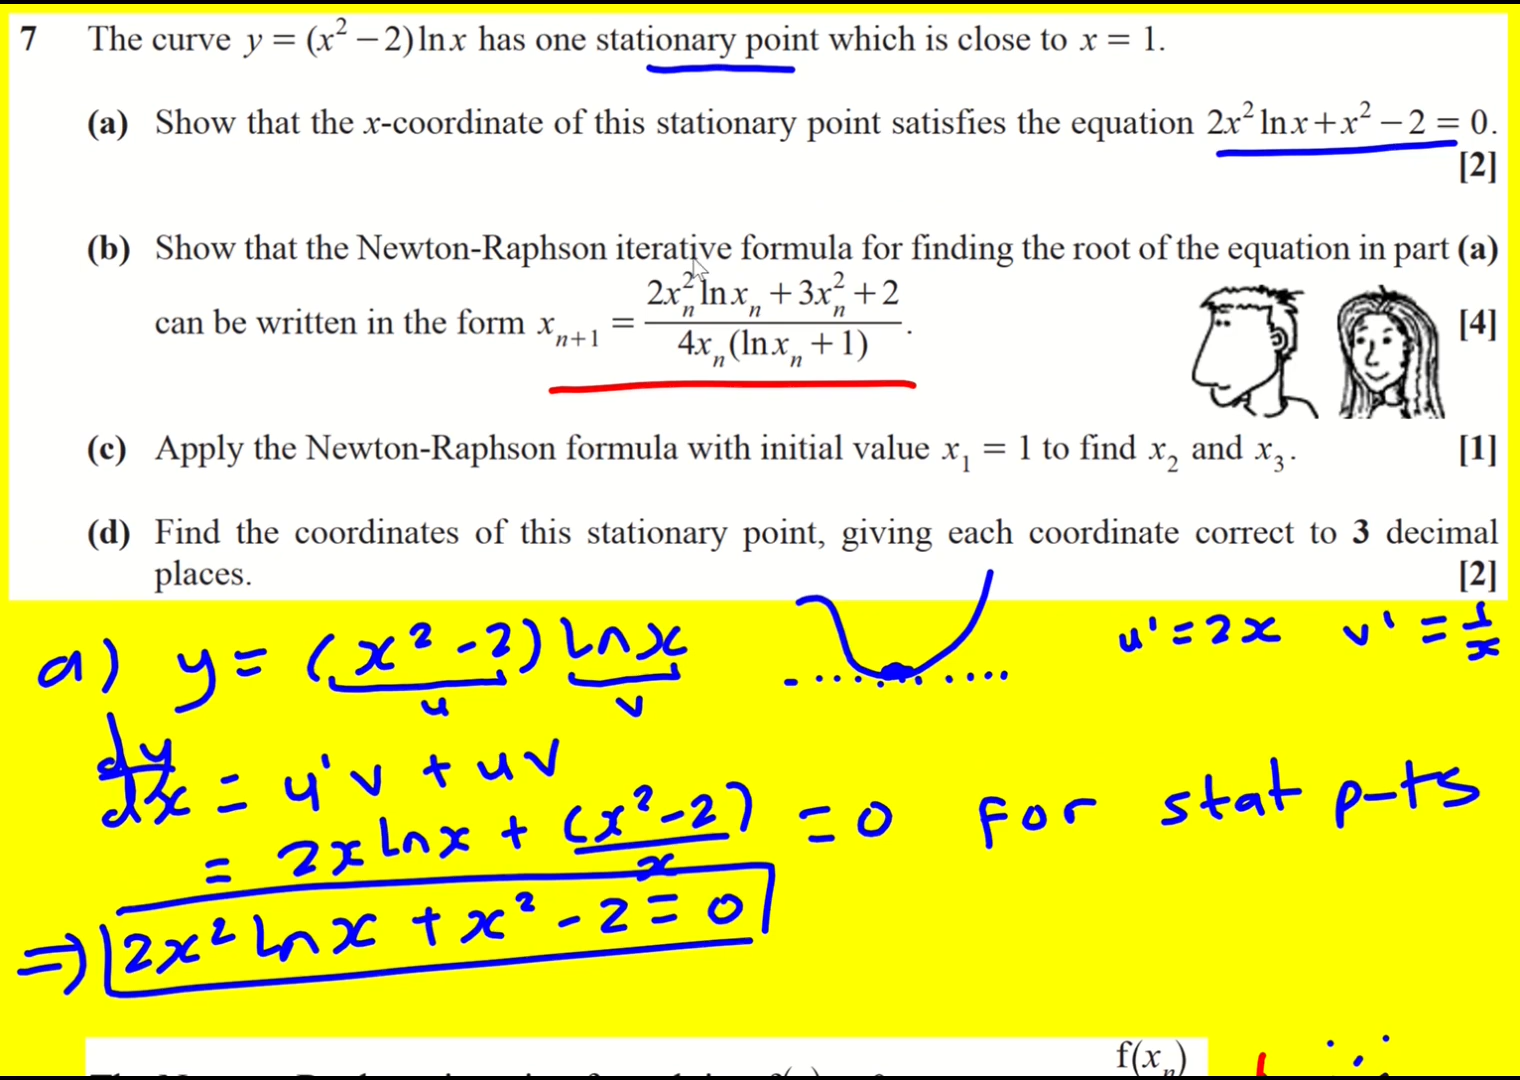 7 The curve y = (x² − 2) ln x has one stationary point which is close to x = 1.
(a) Show that the x-coordinate of this stationary point satisfies the equation 2x² ln x + x² − 2 = 0.
[2]
(b) Show that the Newton-Raphson iterative formula for finding the root of the equation in part (a)
can be written in the form xₙ₊₁ = (2xₙ² ln xₙ + 3xₙ² + 2) / (4xₙ(ln xₙ + 1)). [4]
(c) Apply the Newton-Raphson formula with initial value x₁ = 1 to find x₂ and x₃. [1]
(d) Find the coordinates of this stationary point, giving each coordinate correct to 3 decimal
places. [2]
u' = 2x v' = 1/x
a) y = (x² - 2) ln x
u v
dy/dx = u'v + uv
= 2x ln x + (x² - 2)/x = 0 for stat pts
⇒ 2x² ln x + x² - 2 = 0
f(xₙ)